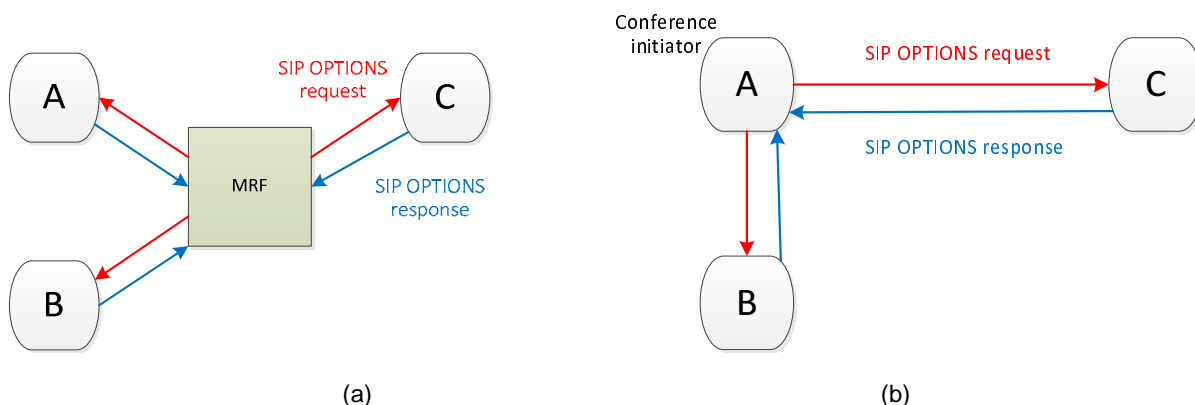 A
B
C
MRF
SIP OPTIONS
request
SIP OPTIONS
response
(a)
Conference
initiator
A
B
C
SIP OPTIONS request
SIP OPTIONS response
(b)